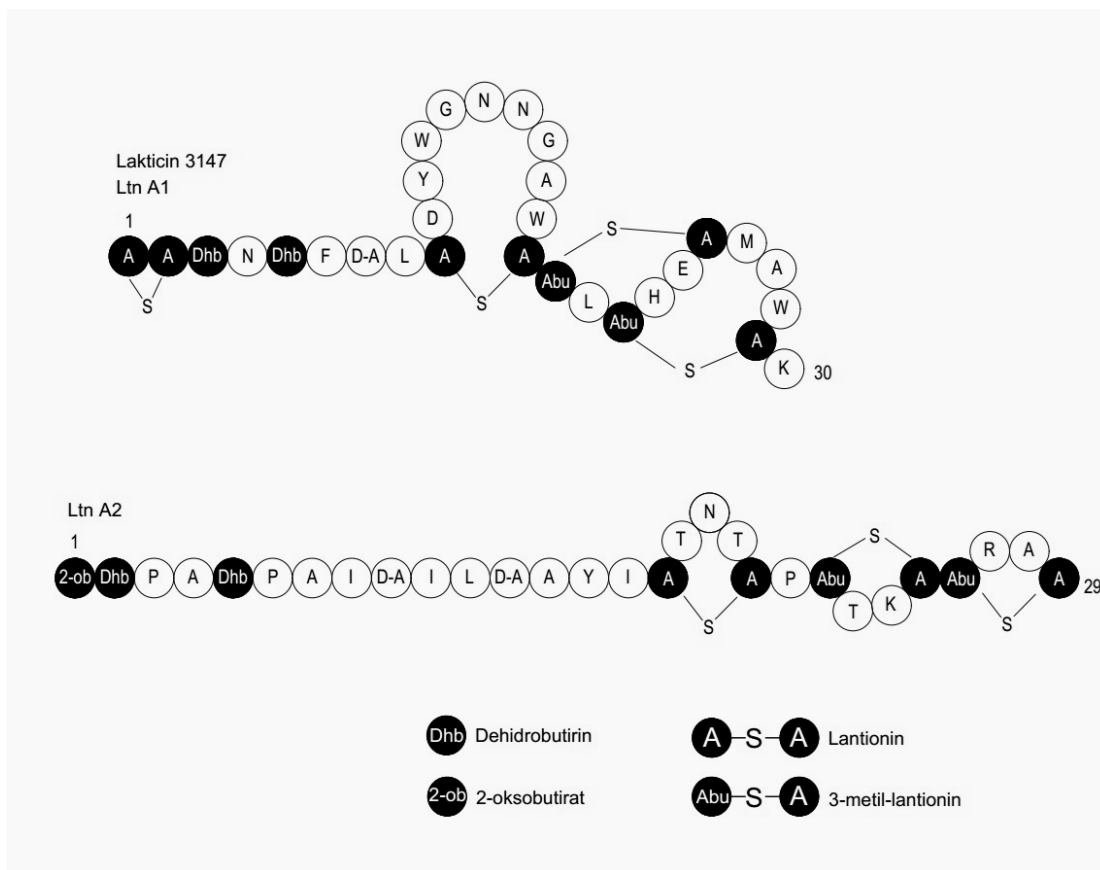 Lakticin 3147
Ltn A1
1
A A Dhb N Dhb F D-A L A D Y W G N N G A W A Abu L Abu H E A M A W A K
S
S
S
S
30
Ltn A2
1
2-ob Dhb P A Dhb P A I D-A I L D-A A Y I A T N T A P Abu T K A Abu R A A
S
S
S
29
Dhb Dehidrobutirin
A S A Lantionin
2-ob 2-oksobutirat
Abu S A 3-metil-lantionin